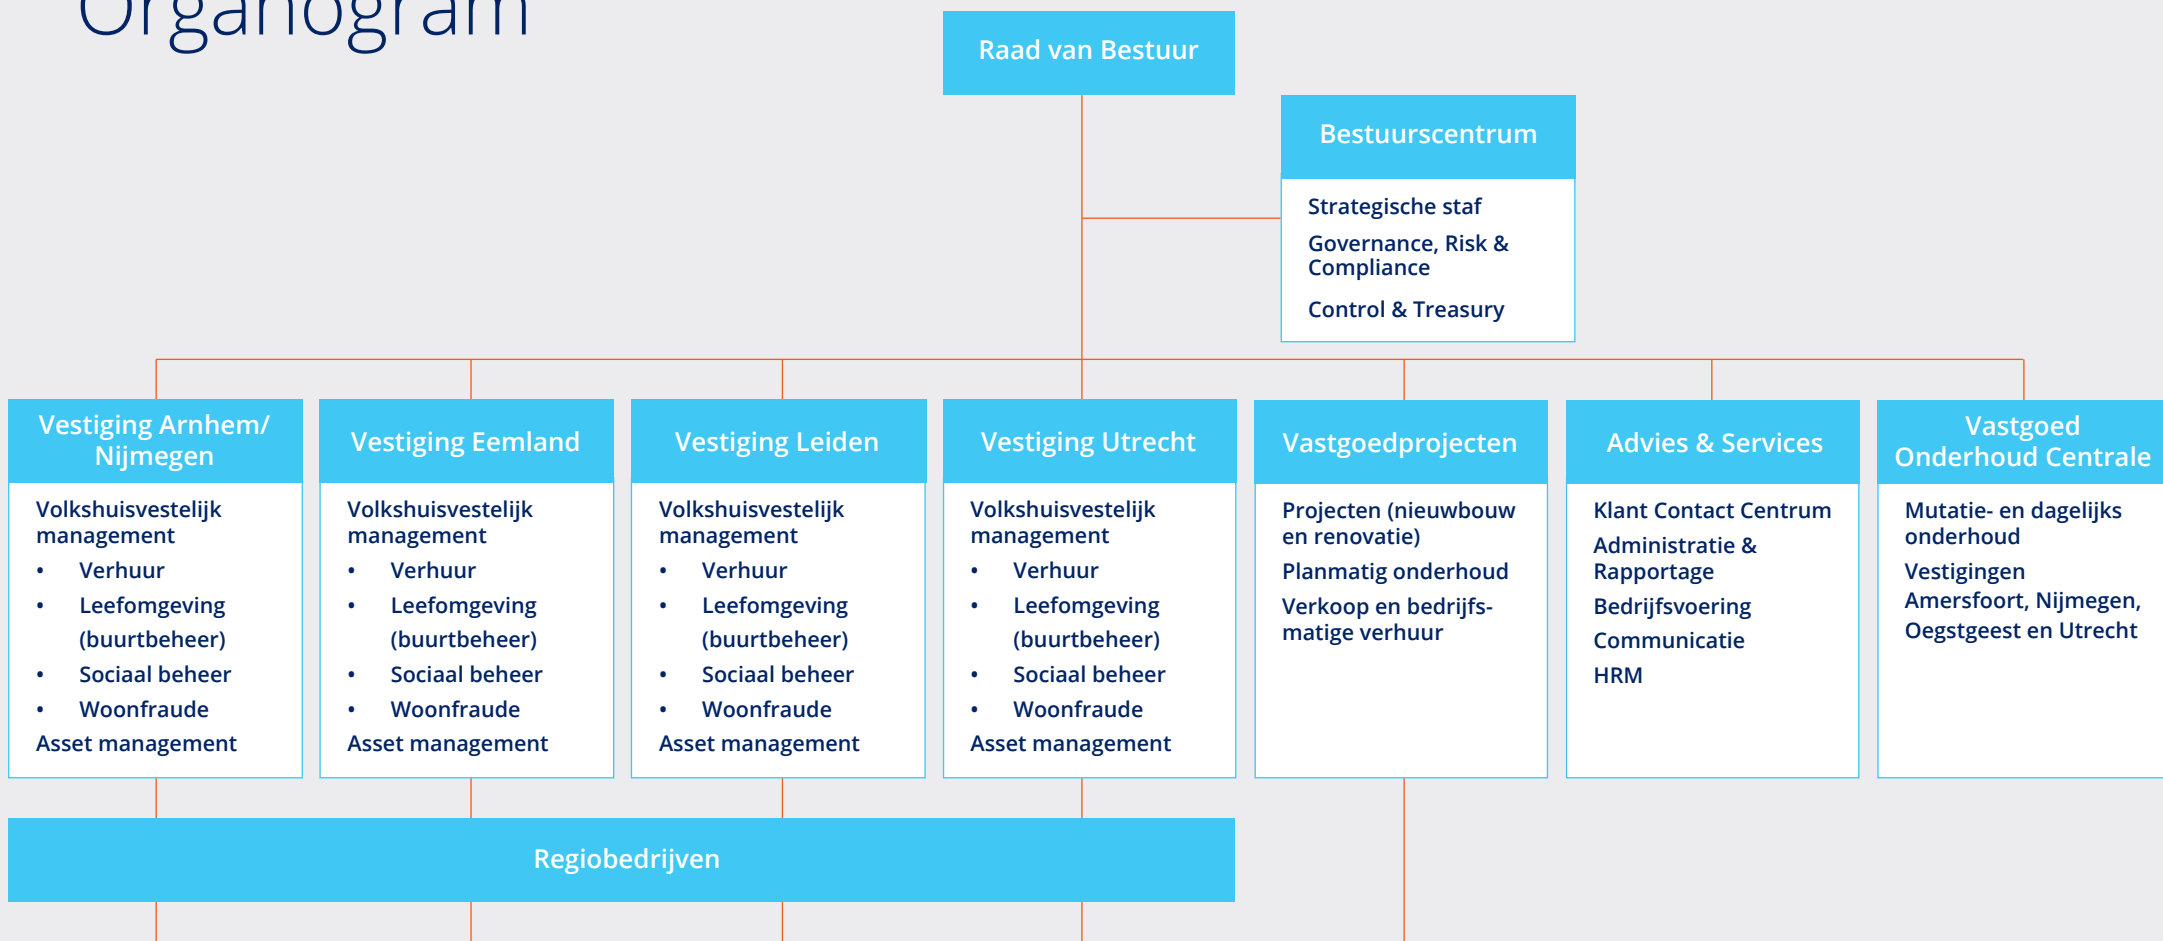 Organogram
Raad van Bestuur
Bestuurscentrum
Strategische staf
Governance, Risk &
Compliance
Control & Treasury
Vestiging Arnhem/
Nijmegen
Volkshuisvestelijk
management
• Verhuur
• Leefomgeving
(buurtbeheer)
• Sociaal beheer
• Woonfraude
Asset management
Vestiging Eemland
Volkshuisvestelijk
management
• Verhuur
• Leefomgeving
(buurtbeheer)
• Sociaal beheer
• Woonfraude
Asset management
Vestiging Leiden
Volkshuisvestelijk
management
• Verhuur
• Leefomgeving
(buurtbeheer)
• Sociaal beheer
• Woonfraude
Asset management
Vestiging Utrecht
Volkshuisvestelijk
management
• Verhuur
• Leefomgeving
(buurtbeheer)
• Sociaal beheer
• Woonfraude
Asset management
Vastgoedprojecten
Projecten (nieuwbouw
en renovatie)
Planmatig onderhoud
Verkoop en bedrijfs-
matige verhuur
Advies & Services
Klant Contact Centrum
Administratie &
Rapportage
Bedrijfsvoering
Communicatie
HRM
Vastgoed
Onderhoud Centrale
Mutatie- en dagelijks
onderhoud
Vestigingen
Amersfoort, Nijmegen,
Oegstgeest en Utrecht
Regiobedrijven